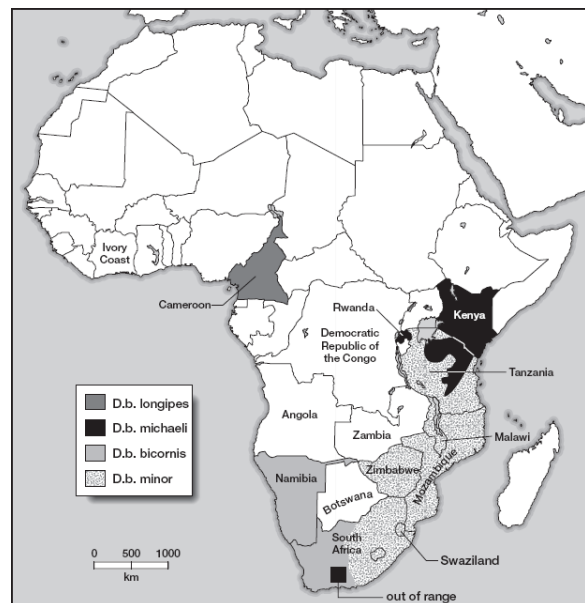 Ivory
Coast
Cameroon
Rwanda
Kenya
Democratic
Republic of
the Congo
Tanzania
Angola
Zambia
Malawi
D.b. longipes
D.b. michaeli
D.b. bicornis
D.b. minor
Namibia
Zimbabwe
Mozambique
Botswana
South
Africa
Swaziland
0 500 1000
km
out of range